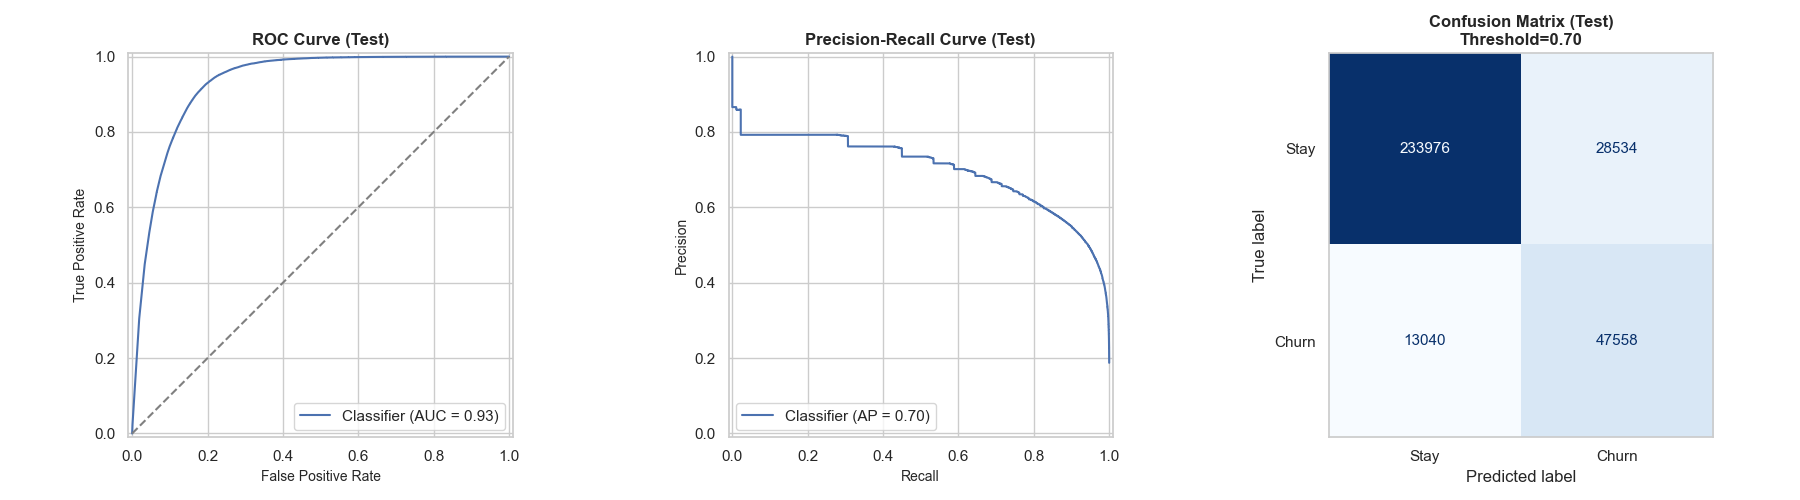 ROC Curve (Test)
1.0
0.8
0.6
0.4
0.2
0.0
True Positive Rate
Classifier (AUC = 0.93)
0.0 0.2 0.4 0.6 0.8 1.0
False Positive Rate
Precision-Recall Curve (Test)
1.0
0.8
0.6
0.4
0.2
0.0
Precision
Classifier (AP = 0.70)
0.0 0.2 0.4 0.6 0.8 1.0
Recall
Confusion Matrix (Test)
Threshold=0.70
True label
Stay 233976 28534
Churn 13040 47558
Stay Churn
Predicted label